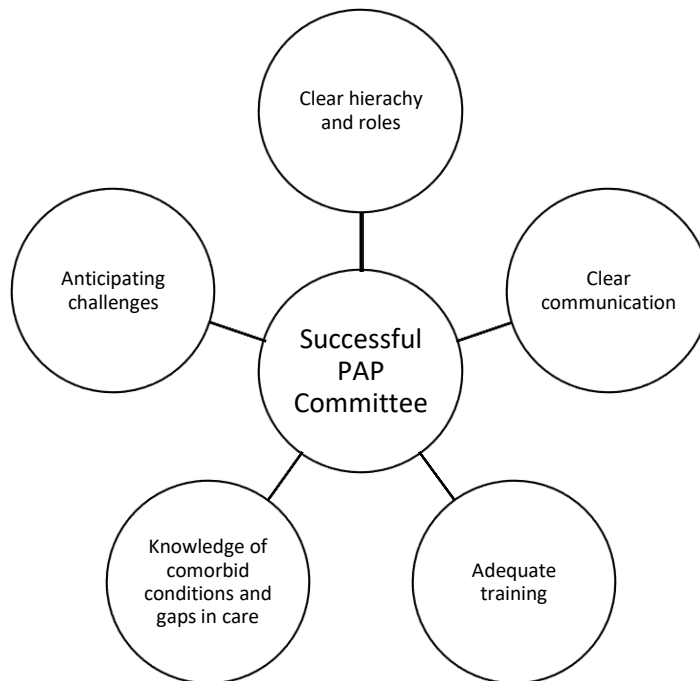 Clear hierachy
and roles
Anticipating
challenges
Clear
communication
Successful
PAP
Committee
Knowledge of
comorbid
conditions and
gaps in care
Adequate
training